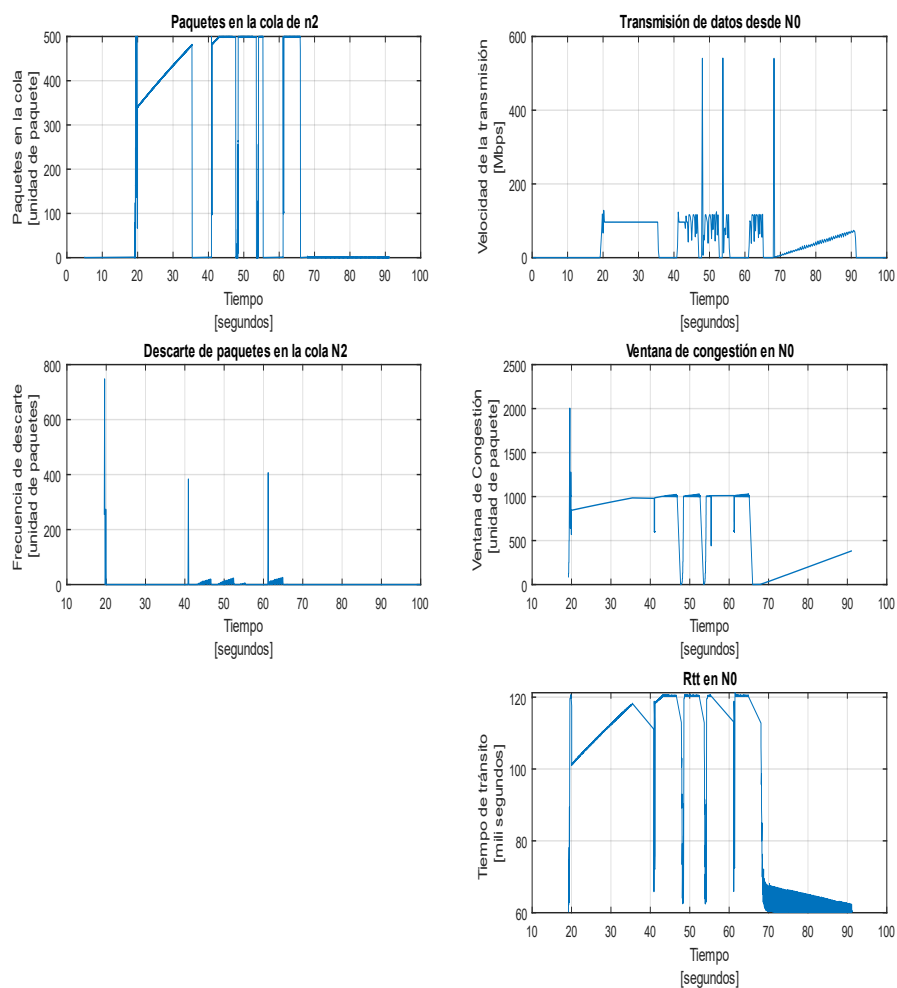 Paquetes en la cola de n2
Paquetes en la cola
[unidad de paquete]
500
400
300
200
100
0
0 10 20 30 40 50 60 70 80 90 100
Tiempo
[segundos]
Transmisión de datos desde N0
Velocidad de la transmisión
[Mbps]
600
400
200
0
0 10 20 30 40 50 60 70 80 90 100
Tiempo
[segundos]
Descarte de paquetes en la cola N2
Frecuencia de descarte
[unidad de paquetes]
800
600
400
200
0
10 20 30 40 50 60 70 80 90 100
Tiempo
[segundos]
Ventana de congestión en N0
Ventana de Congestión
[unidad de paquete]
2500
2000
1500
1000
500
0
10 20 30 40 50 60 70 80 90 100
Tiempo
[segundos]
Rtt en N0
Tiempo de tránsito
[mili segundos]
120
100
80
60
10 20 30 40 50 60 70 80 90 100
Tiempo
[segundos]